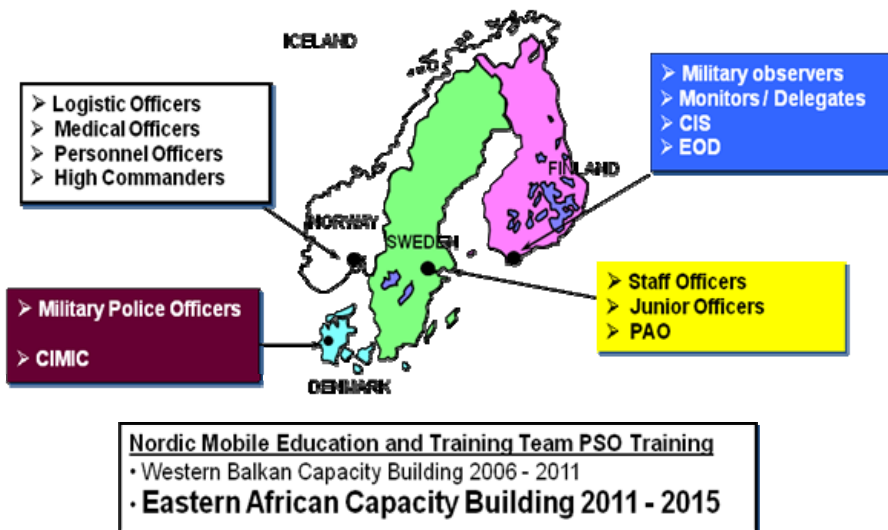 ICELAND
➢ Logistic Officers
➢ Medical Officers
➢ Personnel Officers
➢ High Commanders
➢ Military observers
➢ Monitors / Delegates
➢ CIS
➢ EOD
FINLAND
NORWAY
SWEDEN
➢ Military Police Officers
➢ CIMIC
➢ Staff Officers
➢ Junior Officers
➢ PAO
DENMARK
Nordic Mobile Education and Training Team PSO Training
• Western Balkan Capacity Building 2006 - 2011
• Eastern African Capacity Building 2011 - 2015